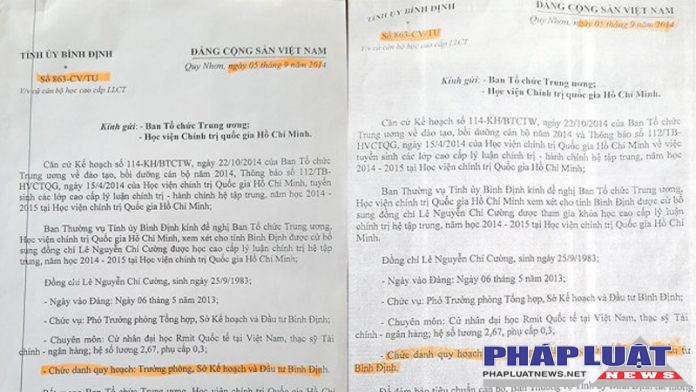 TỈNH ỦY BÌNH ĐỊNH
*
Số 863-CV/TU
V/v cử cán bộ học cao cấp LLCT
ĐẢNG CỘNG SẢN VIỆT NAM
Quy Nhơn, ngày 05 tháng 9 năm 2014
Kính gửi: - Ban Tổ chức Trung ương;
- Học viện Chính trị quốc gia Hồ Chí Minh.
Căn cứ Kế hoạch số 114-KH/BTCTW, ngày 22/10/2014 của Ban Tổ chức
Trung ương về đào tạo, bồi dưỡng cán bộ năm 2014, Thông báo số 112/TB-
HVCTQG, ngày 15/4/2014 của Học viện chính trị Quốc gia Hồ Chí Minh, tuyển
sinh các lớp cao cấp lý luận chính trị - hành chính hệ tập trung, năm học 2014 -
2015 tại Học viện chính trị Quốc gia Hồ Chí Minh;
Ban Thường vụ Tỉnh ủy Bình Định kính đề nghị Ban Tổ chức Trung ương,
Học viện chính trị Quốc Gia Hồ Chí Minh, xem xét cho tỉnh Bình Định được cử bổ
sung đồng chí Lê Nguyễn Chí Cường được học cao cấp lý luận chính trị hệ tập
trung, năm học 2014 - 2015 tại Học viện chính trị Quốc Gia Hồ Chí Minh;
Đồng chí Lê Nguyễn Chí Cường, sinh ngày 25/9/1983;
- Ngày vào Đảng: Ngày 06 tháng 5 năm 2013;
- Chức vụ: Phó Trưởng phòng Tổng hợp, Sở Kế hoạch và Đầu tư Bình Định;
- Chuyên môn: Cử nhân đại học Rmit Quốc tế tại Việt Nam, thạc sỹ Tài
chính - ngân hàng; hệ số lương 2,67, phụ cấp 0,3;
- Chức danh quy hoạch: Trưởng phòng, Sở Kế hoạch và Đầu tư Bình Định.
TỈNH ỦY BÌNH ĐỊNH
*
Số 863-CV/TU
V/v cử cán bộ học cao cấp LLCT
ĐẢNG CỘNG SẢN VIỆT NAM
Quy Nhơn, ngày 05 tháng 9 năm 2014
Kính gửi: - Ban Tổ chức Trung ương;
- Học viện Chính trị quốc gia Hồ Chí Minh.
Căn cứ Kế hoạch số 114-KH/BTCTW, ngày 22/10/2014 của Ban Tổ chức
Trung ương về đào tạo, bồi dưỡng cán bộ năm 2014 và Thông báo số 112/TB-
HVCTQG, ngày 15/4/2014 của Học viện chính trị Quốc gia Hồ Chí Minh về việc
tuyển sinh các lớp cao cấp lý luận chính trị - hành chính hệ tập trung, năm học 2014 -
2015 tại Học viện chính trị Quốc gia Hồ Chí Minh;
Ban Thường vụ Tỉnh ủy Bình Định kính đề nghị Ban Tổ chức Trung ương,
Học viện chính trị Quốc gia Hồ Chí Minh xem xét cho tỉnh Bình Định được cử bổ
sung đồng chí Lê Nguyễn Chí Cường được tham gia khóa học cao cấp lý luận
chính trị hệ tập trung, năm học 2014 - 2015 tại Học viện chính trị Quốc gia Hồ Chí
Minh;
Đồng chí Lê Nguyễn Chí Cường, sinh ngày 25/9/1983;
- Ngày vào Đảng: Ngày 06 tháng 5 năm 2013;
- Chức vụ: Phó Trưởng phòng Tổng hợp, Sở Kế hoạch và Đầu tư Bình Định;
- Chuyên môn: Cử nhân đại học Rmit Quốc tế tại Việt Nam, thạc sỹ Tài
chính - ngân hàng; hệ số lương 2,67, phụ cấp 0,3;
- Chức danh quy hoạch:
Bình Định;
PHÁP LUẬT
PHAPLUATNEWS.NET
NEWS